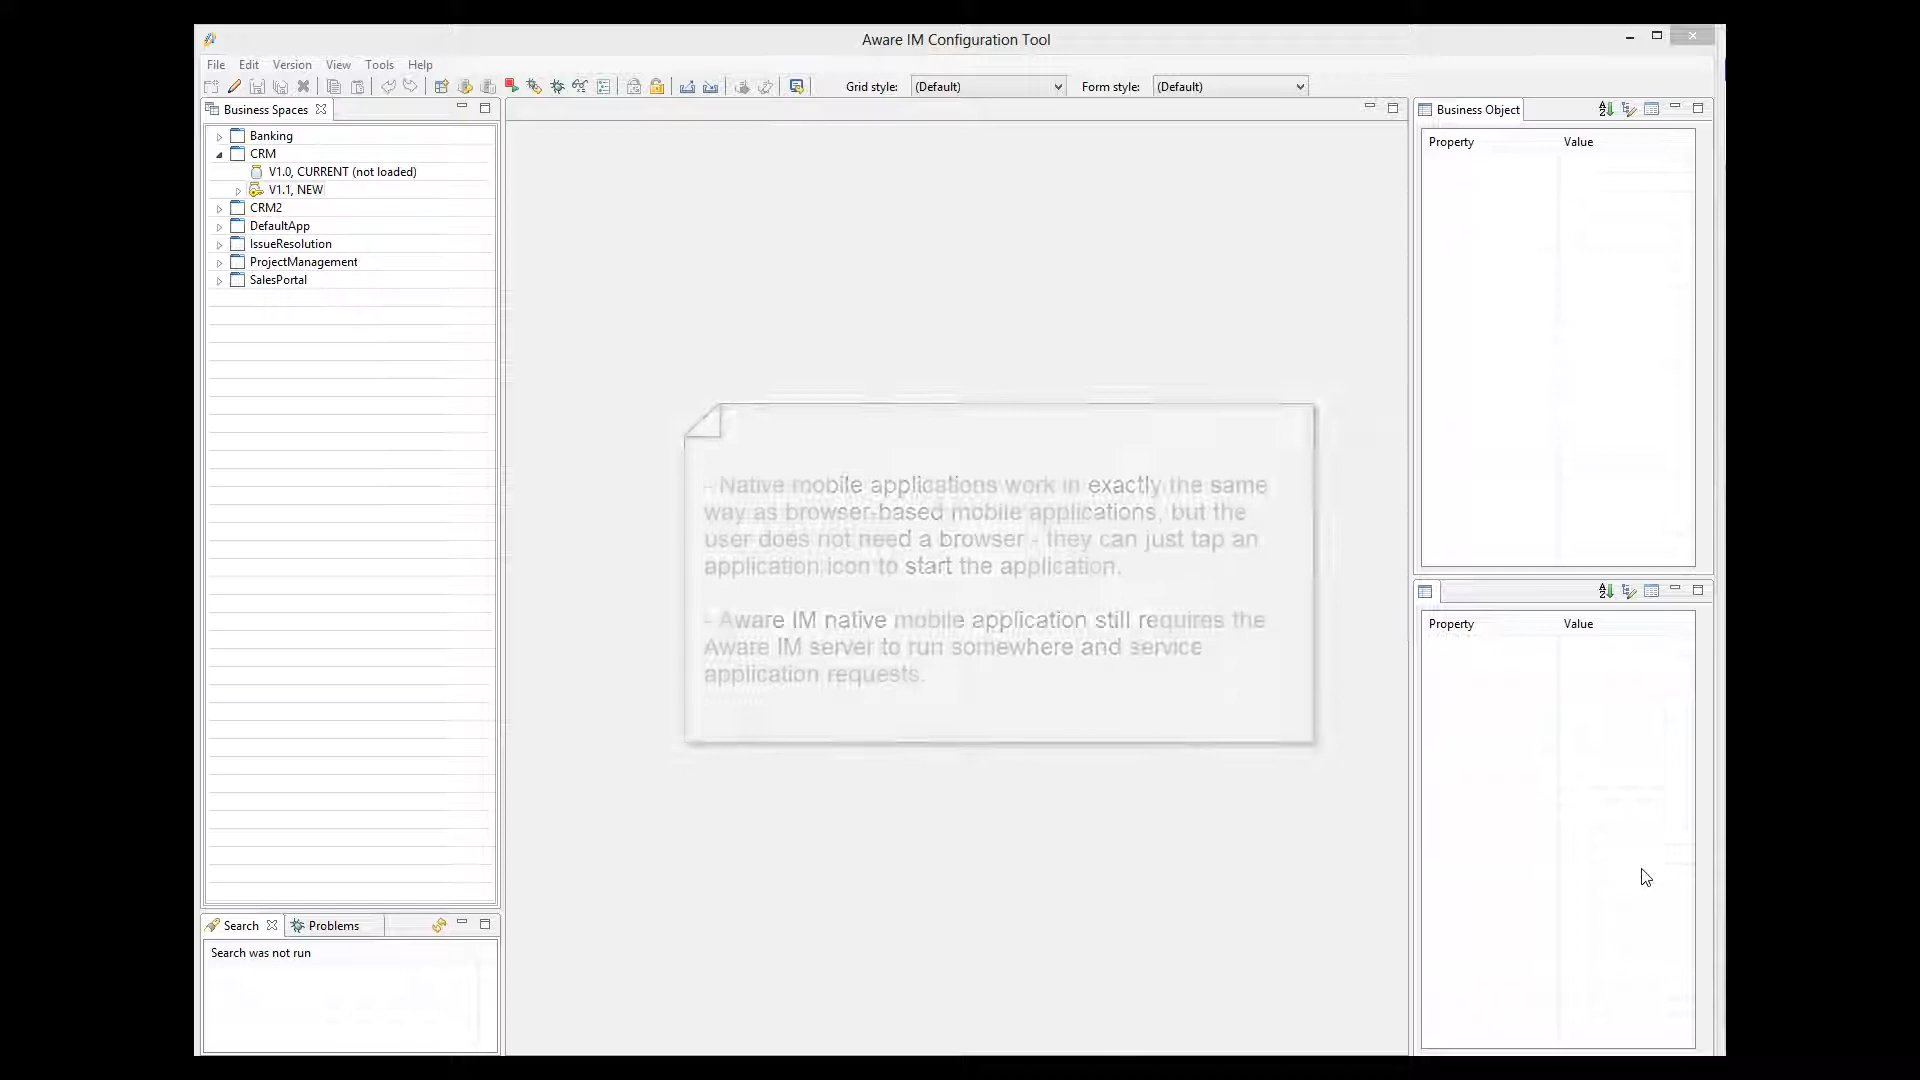 Aware IM Configuration Tool
File Edit Version View Tools Help
Grid style: (Default) Form style: (Default)
Business Spaces
Banking
CRM
V1.0, CURRENT (not loaded)
V1.1, NEW
CRM2
DefaultApp
IssueResolution
ProjectManagement
SalesPortal
- Native mobile applications work in exactly the same
way as browser-based mobile applications, but the
user does not need a browser - they can just tap an
application icon to start the application.
- Aware IM native mobile application still requires the
Aware IM server to run somewhere and service
application requests.
Search Problems
Search was not run
Business Object
Property Value
Property Value